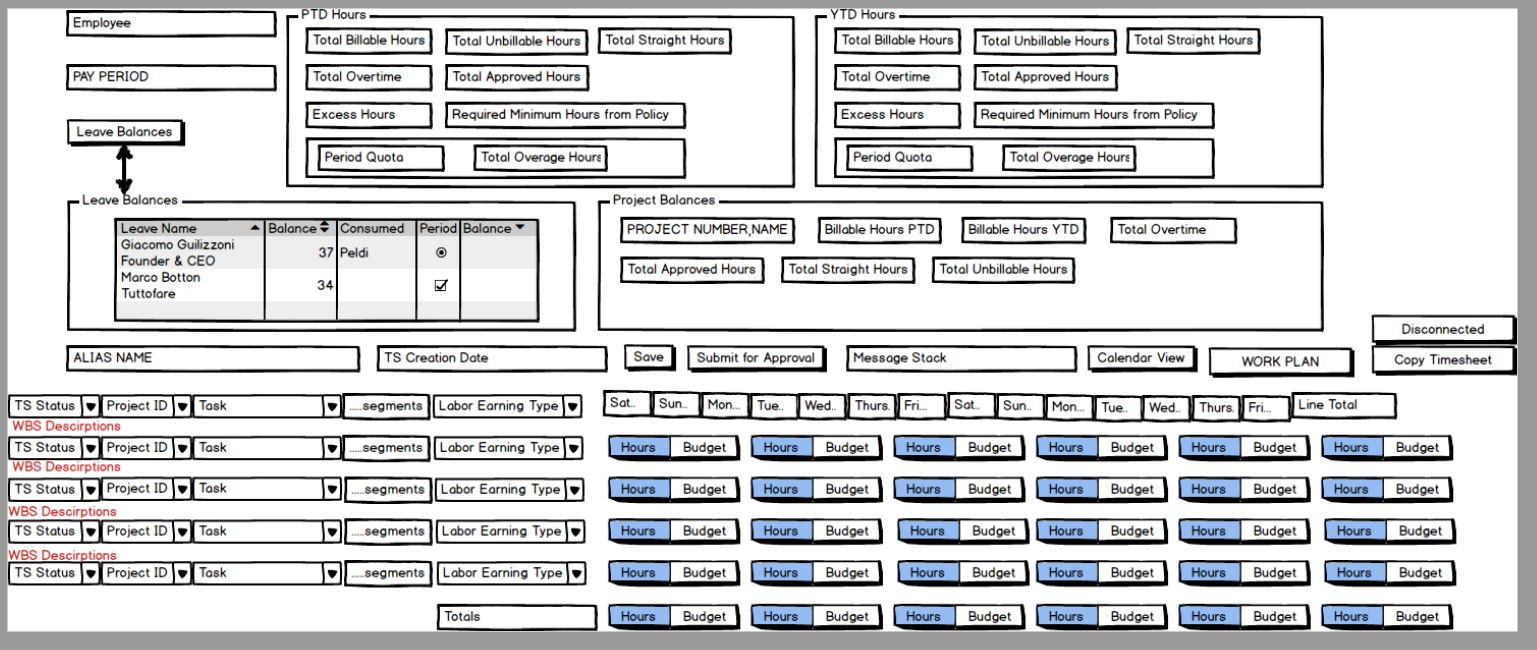 Employee
PAY PERIOD
Leave Balances
PTD Hours
Total Billable Hours Total Unbillable Hours Total Straight Hours
Total Overtime Total Approved Hours
Excess Hours Required Minimum Hours from Policy
Period Quota Total Overage Hours
YTD Hours
Total Billable Hours Total Unbillable Hours Total Straight Hours
Total Overtime Total Approved Hours
Excess Hours Required Minimum Hours from Policy
Period Quota Total Overage Hours
Leave Balances
Leave Name Balance Consumed Period Balance
Giacomo Guilizzoni
Founder & CEO 37 Peldi
Marco Botton
Tuttofare 34
Project Balances
PROJECT NUMBER,NAME Billable Hours PTD Billable Hours YTD Total Overtime
Total Approved Hours Total Straight Hours Total Unbillable Hours
Disconnected
ALIAS NAME TS Creation Date Save Submit for Approval Message Stack Calendar View WORK PLAN Copy Timesheet
TS Status Project ID Task .....segments Labor Earning Type Sat.. Sun.. Mon... Tue.. Wed.. Thurs. Fri... Sat.. Sun.. Mon... Tue.. Wed.. Thurs. Fri... Line Total
WBS Descirptions
TS Status Project ID Task .....segments Labor Earning Type Hours Budget Hours Budget Hours Budget Hours Budget Hours Budget Hours Budget
WBS Descirptions
TS Status Project ID Task .....segments Labor Earning Type Hours Budget Hours Budget Hours Budget Hours Budget Hours Budget Hours Budget
WBS Descirptions
TS Status Project ID Task .....segments Labor Earning Type Hours Budget Hours Budget Hours Budget Hours Budget Hours Budget Hours Budget
WBS Descirptions
TS Status Project ID Task .....segments Labor Earning Type Hours Budget Hours Budget Hours Budget Hours Budget Hours Budget Hours Budget
Totals Hours Budget Hours Budget Hours Budget Hours Budget Hours Budget Hours Budget